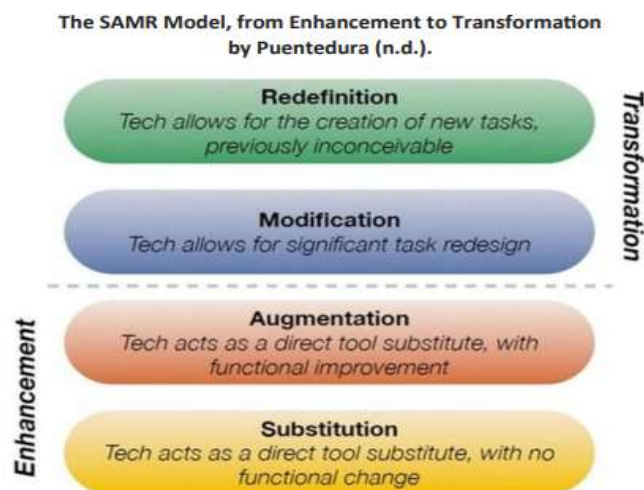 The SAMR Model, from Enhancement to Transformation
by Puentedura (n.d.).
Redefinition
Tech allows for the creation of new tasks,
previously inconceivable
Modification
Tech allows for significant task redesign
Transformation
Augmentation
Tech acts as a direct tool substitute, with
functional improvement
Substitution
Tech acts as a direct tool substitute, with no
functional change
Enhancement